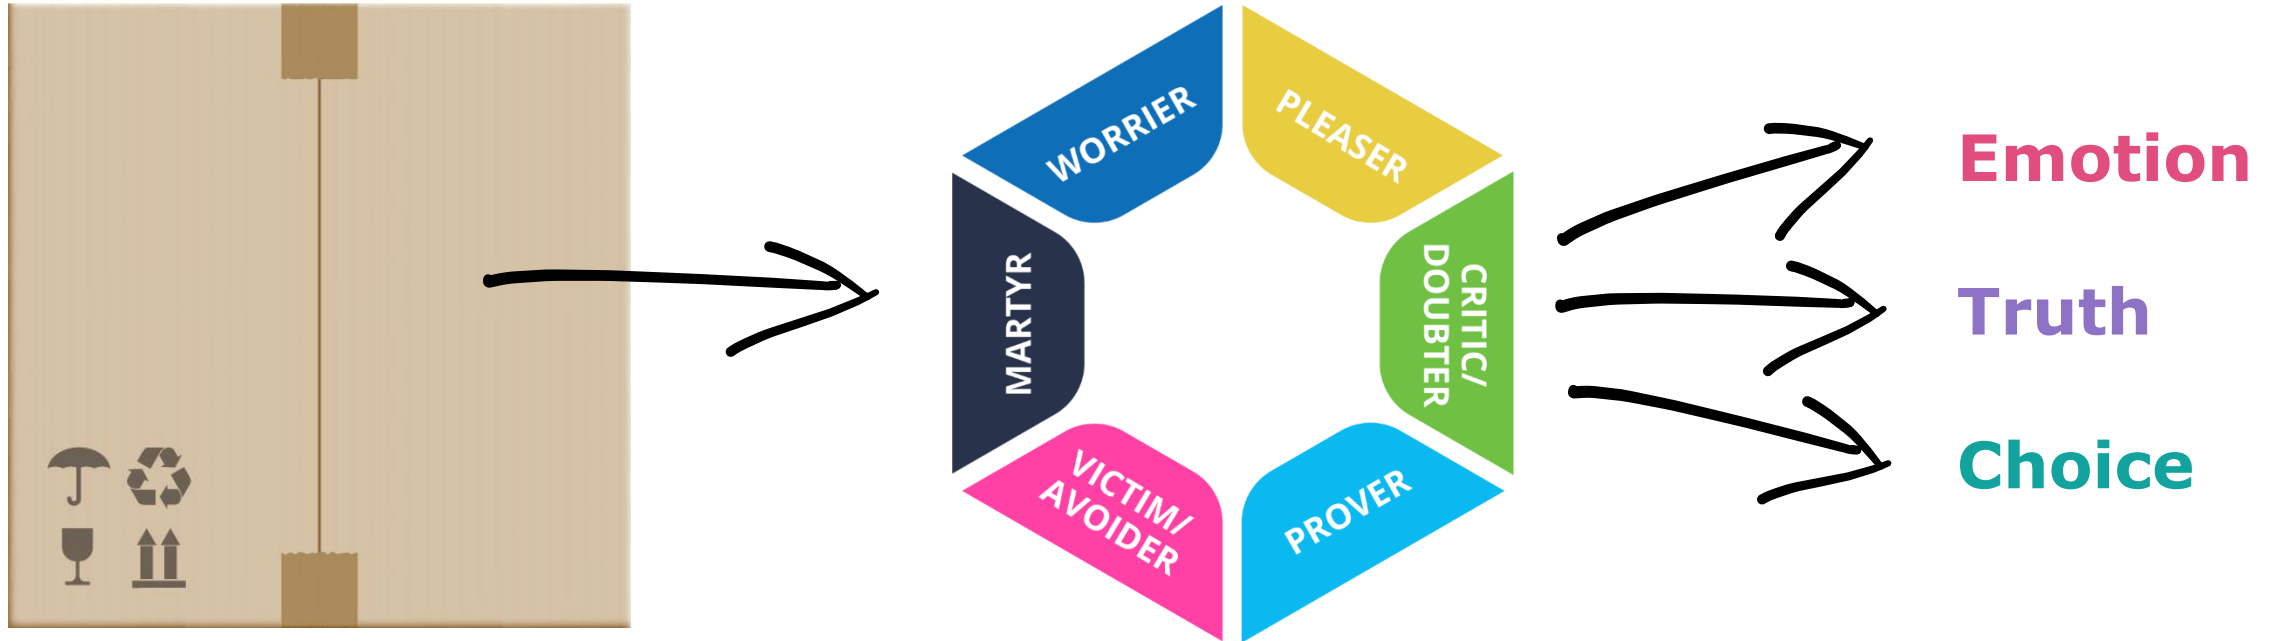 WORRIER
PLEASER
MARTYR
CRITIC/
DOUBTER
VICTIM/
AVOIDER
PROVER
Emotion
Truth
Choice